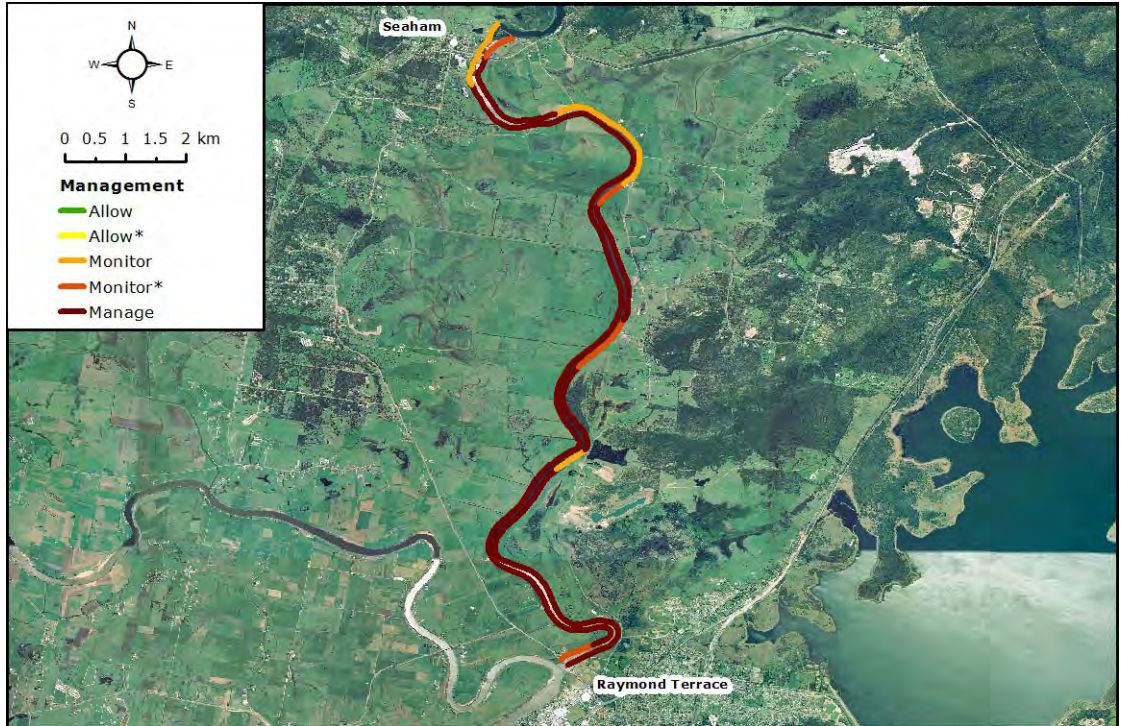 Seaham
N
W E
S
0 0.5 1 1.5 2 km
Management
Allow
Allow*
Monitor
Monitor*
Manage
Raymond Terrace